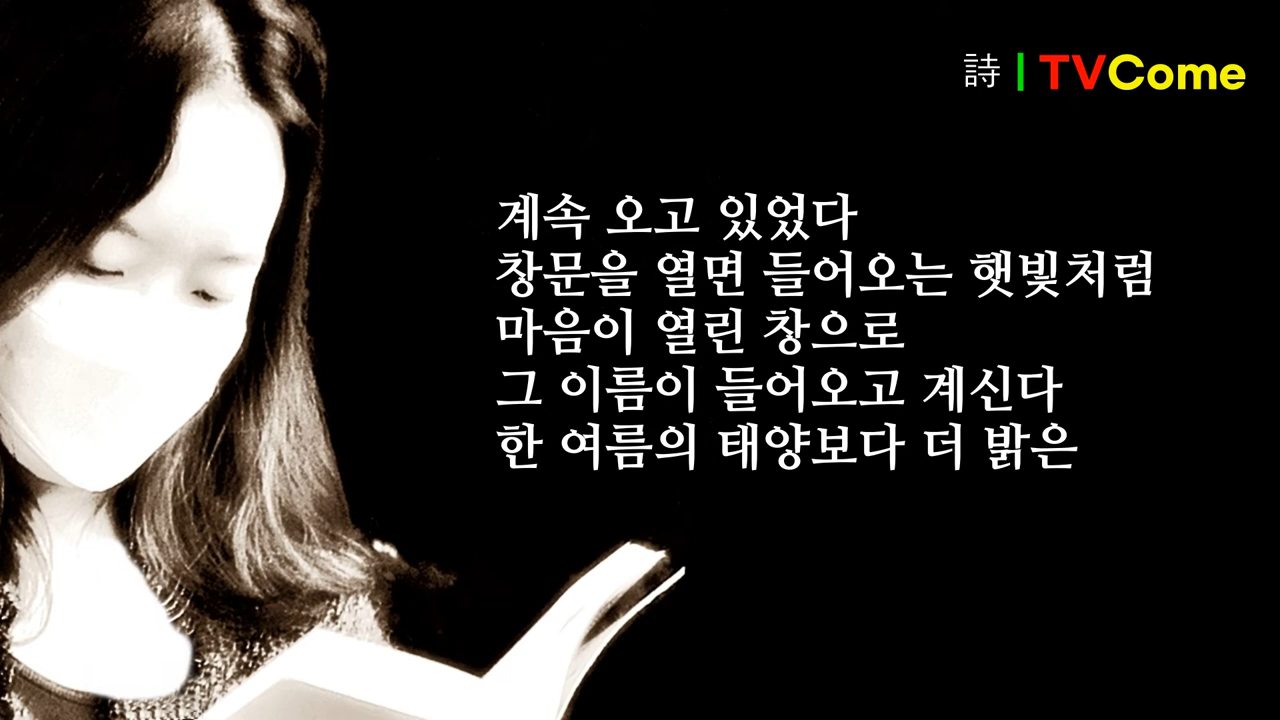 詩 | TVCome
계속 오고 있었다
창문을 열면 들어오는 햇빛처럼
마음이 열린 창으로
그 이름이 들어오고 계신다
한 여름의 태양보다 더 밝은